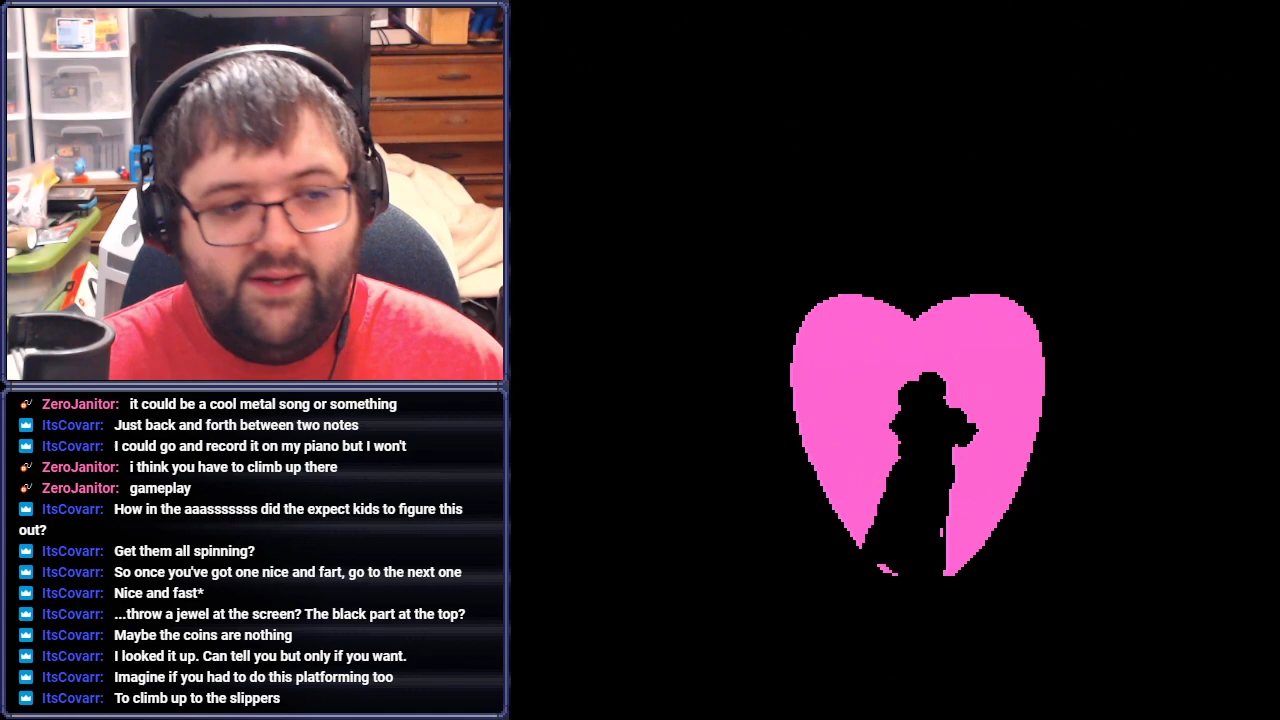 ZeroJanitor: it could be a cool metal song or something
ItsCovarr: Just back and forth between two notes
ItsCovarr: I could go and record it on my piano but I won't
ZeroJanitor: i think you have to climb up there
ZeroJanitor: gameplay
ItsCovarr: How in the aaasssssss did the expect kids to figure this
out?
ItsCovarr: Get them all spinning?
ItsCovarr: So once you've got one nice and fart, go to the next one
ItsCovarr: Nice and fast*
ItsCovarr: ...throw a jewel at the screen? The black part at the top?
ItsCovarr: Maybe the coins are nothing
ItsCovarr: I looked it up. Can tell you but only if you want.
ItsCovarr: Imagine if you had to do this platforming too
ItsCovarr: To climb up to the slippers